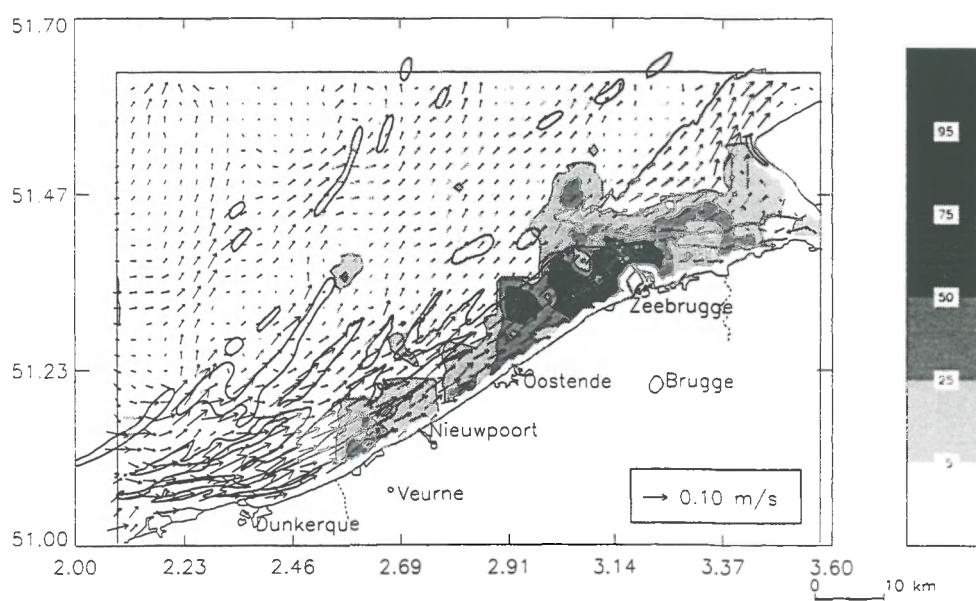 51.70
51.47
51.23
51.00
2.00 2.23 2.46 2.69 2.91 3.14 3.37 3.60
Zeebrugge
Oostende
Brugge
Nieuwpoort
Veurne
Dunkerque
0.10 m/s
95
75
50
25
5
0 10 km